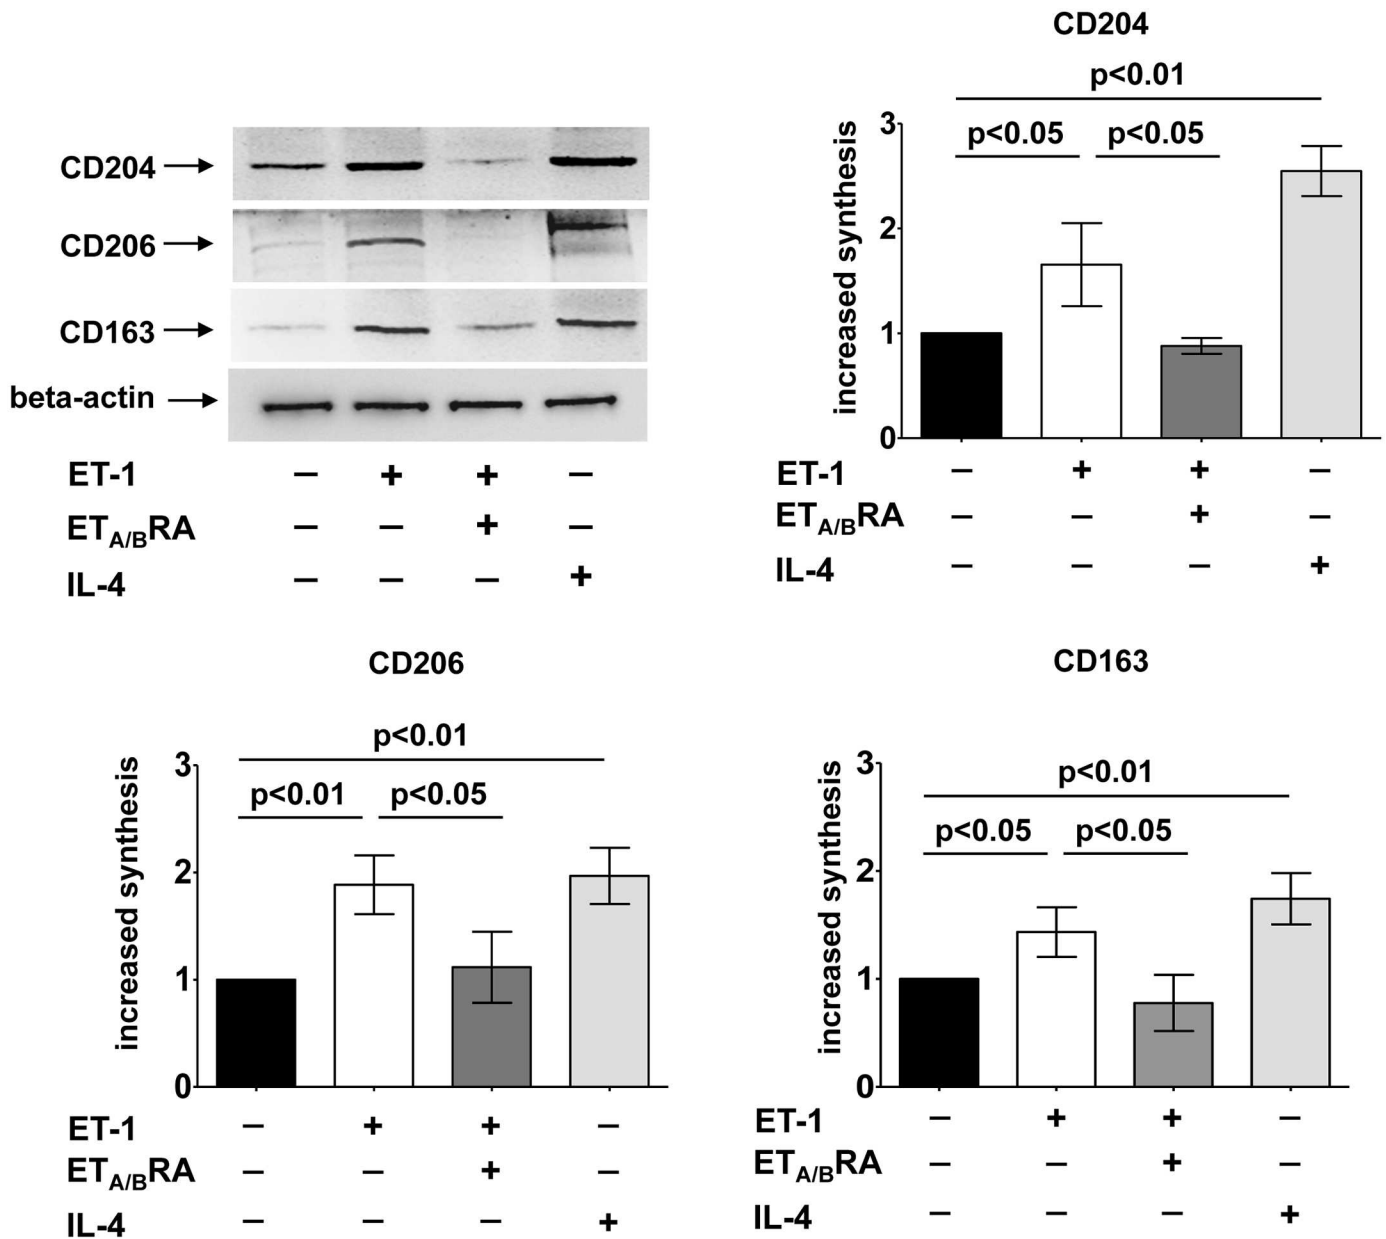 CD204
CD206
CD163
beta-actin
ET-1 – + + –
ETA/BRA – – + –
IL-4 – – – +
CD204
p<0.01
p<0.05 p<0.05
increased synthesis
3
2
1
0
ET-1 – + + –
ETA/BRA – – + –
IL-4 – – – +
CD206
p<0.01
p<0.01 p<0.05
increased synthesis
3
2
1
0
ET-1 – + + –
ETA/BRA – – + –
IL-4 – – – +
CD163
p<0.01
p<0.05 p<0.05
increased synthesis
3
2
1
0
ET-1 – + + –
ETA/BRA – – + –
IL-4 – – – +